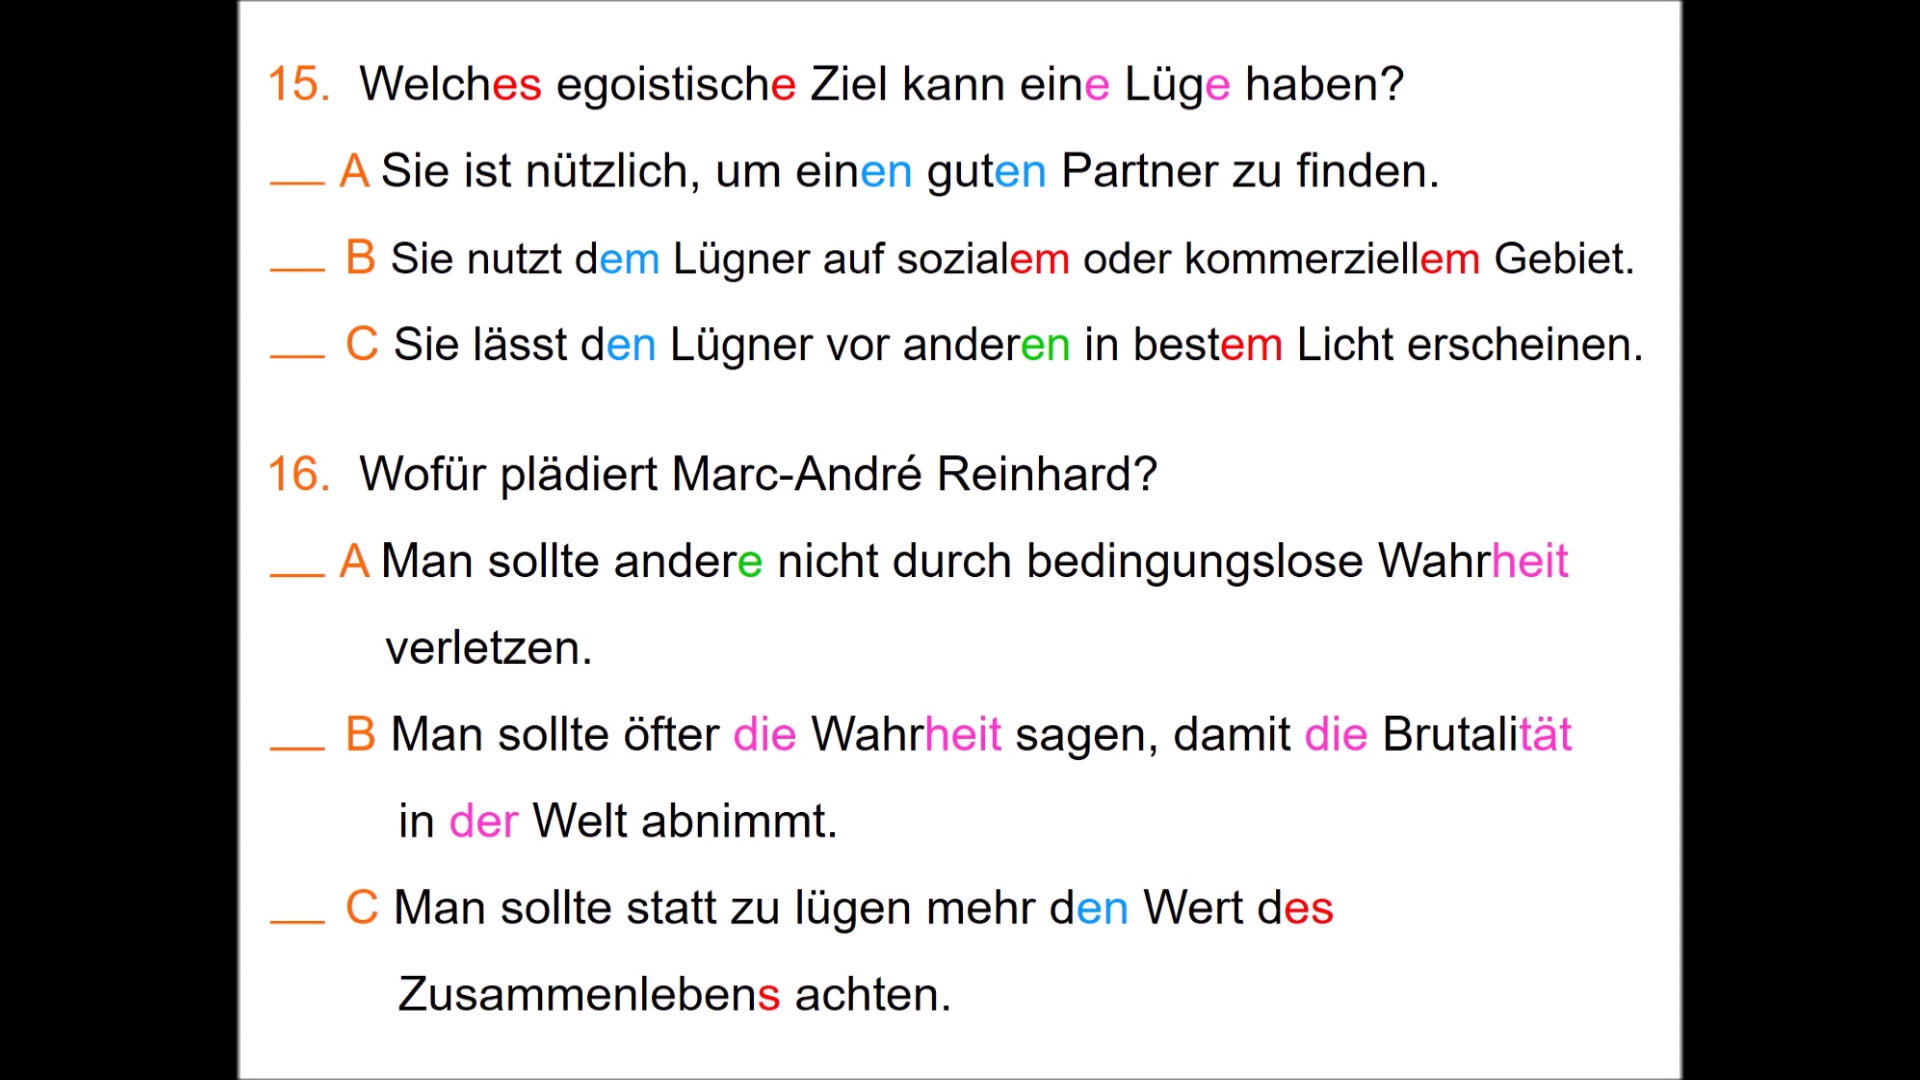 15. Welches egoistische Ziel kann eine Lüge haben?
___ A Sie ist nützlich, um einen guten Partner zu finden.
___ B Sie nutzt dem Lügner auf sozialem oder kommerziellem Gebiet.
___ C Sie lässt den Lügner vor anderen in bestem Licht erscheinen.
16. Wofür plädiert Marc-André Reinhard?
___ A Man sollte andere nicht durch bedingungslose Wahrheit
verletzen.
___ B Man sollte öfter die Wahrheit sagen, damit die Brutalität
in der Welt abnimmt.
___ C Man sollte statt zu lügen mehr den Wert des
Zusammenlebens achten.